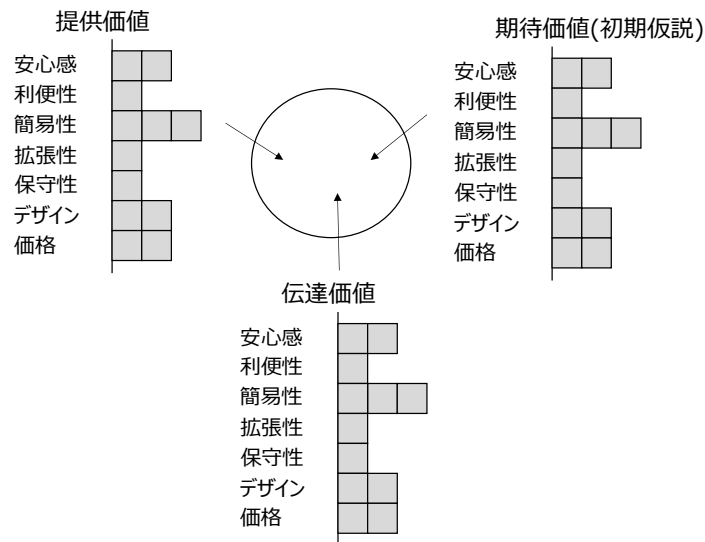 提供価値
安心感
利便性
簡易性
拡張性
保守性
デザイン
価格
期待価値(初期仮説)
安心感
利便性
簡易性
拡張性
保守性
デザイン
価格
伝達価値
安心感
利便性
簡易性
拡張性
保守性
デザイン
価格